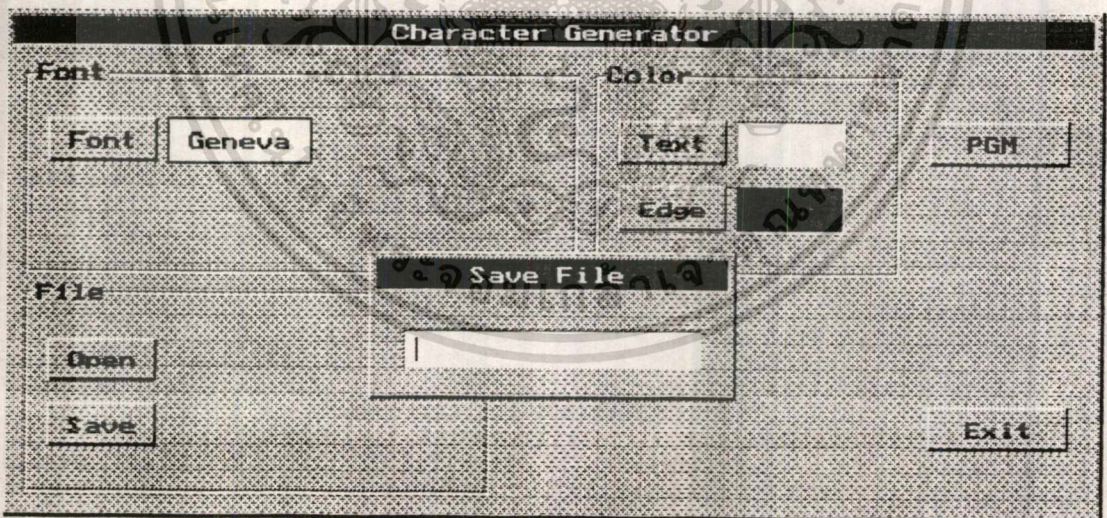 Character Generator
Font
Color
Font Geneva
Text
PGM
Edge
Save File
File
Open
Save
Exit